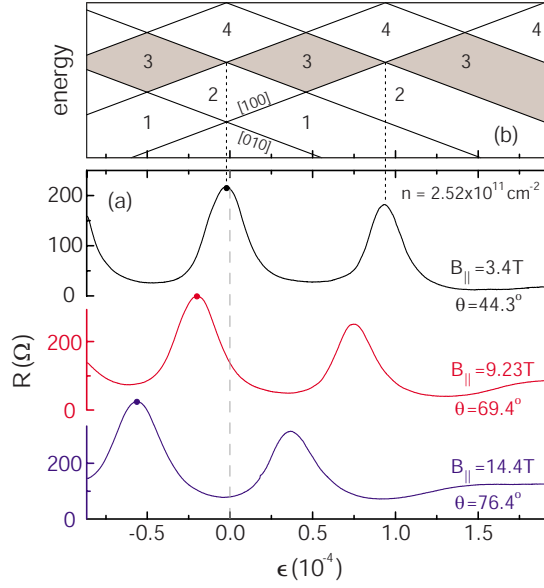 4 4 4
energy
3 3 3
2 2
[100]
1 1
[010]
(b)
200
(a)
n = 2.52x10¹¹cm⁻²
100
B|| = 3.4T
0
θ = 44.3°
R (Ω)
200
B|| = 9.23T
0
θ = 69.4°
200
B|| = 14.4T
0
θ = 76.4°
-0.5 0.0 0.5 1.0 1.5
ϵ (10⁻⁴)